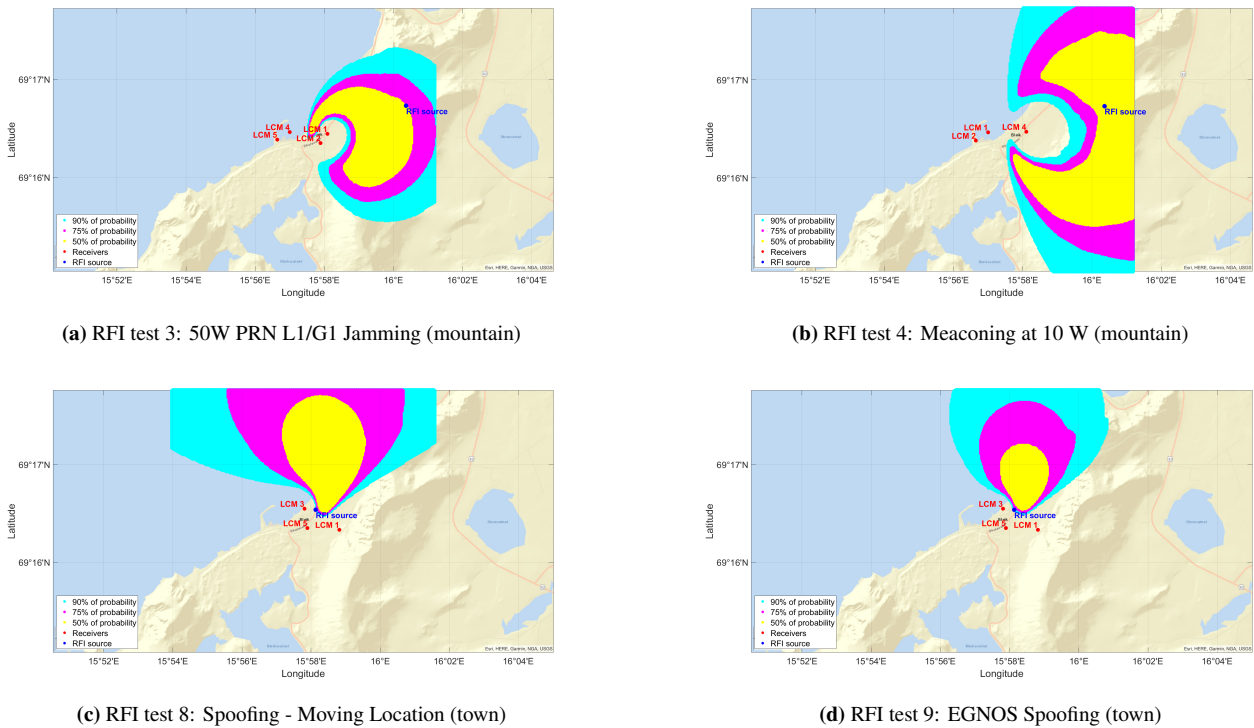 69°17'N
69°16'N
Latitude
LCM 4
LCM 5
LCM 1
LCM 2
RFI source
90% of probability
75% of probability
50% of probability
Receivers
RFI source
Esri, HERE, Garmin, NGA, USGS
15°52'E 15°54'E 15°56'E 15°58'E 16°E 16°02'E 16°04'E
Longitude
(a) RFI test 3: 50W PRN L1/G1 Jamming (mountain)
69°17'N
69°16'N
Latitude
LCM 1
LCM 2
LCM 4
Bleik
RFI source
90% of probability
75% of probability
50% of probability
Receivers
RFI source
Esri, HERE, Garmin, NGA, USGS
15°52'E 15°54'E 15°56'E 15°58'E 16°E 16°02'E 16°04'E
Longitude
(b) RFI test 4: Meaconing at 10 W (mountain)
69°17'N
69°16'N
Latitude
LCM 3
RFI source
LCM 5
Bleik
LCM 1
90% of probability
75% of probability
50% of probability
Receivers
RFI source
Esri, HERE, Garmin, NGA, USGS
15°52'E 15°54'E 15°56'E 15°58'E 16°E 16°02'E 16°04'E
Longitude
(c) RFI test 8: Spoofing - Moving Location (town)
69°17'N
69°16'N
Latitude
LCM 3
RFI source
LCM 5
Bleik
LCM 1
90% of probability
75% of probability
50% of probability
Receivers
RFI source
Esri, HERE, Garmin, NGA, USGS
15°52'E 15°54'E 15°56'E 15°58'E 16°E 16°02'E 16°04'E
Longitude
(d) RFI test 9: EGNOS Spoofing (town)